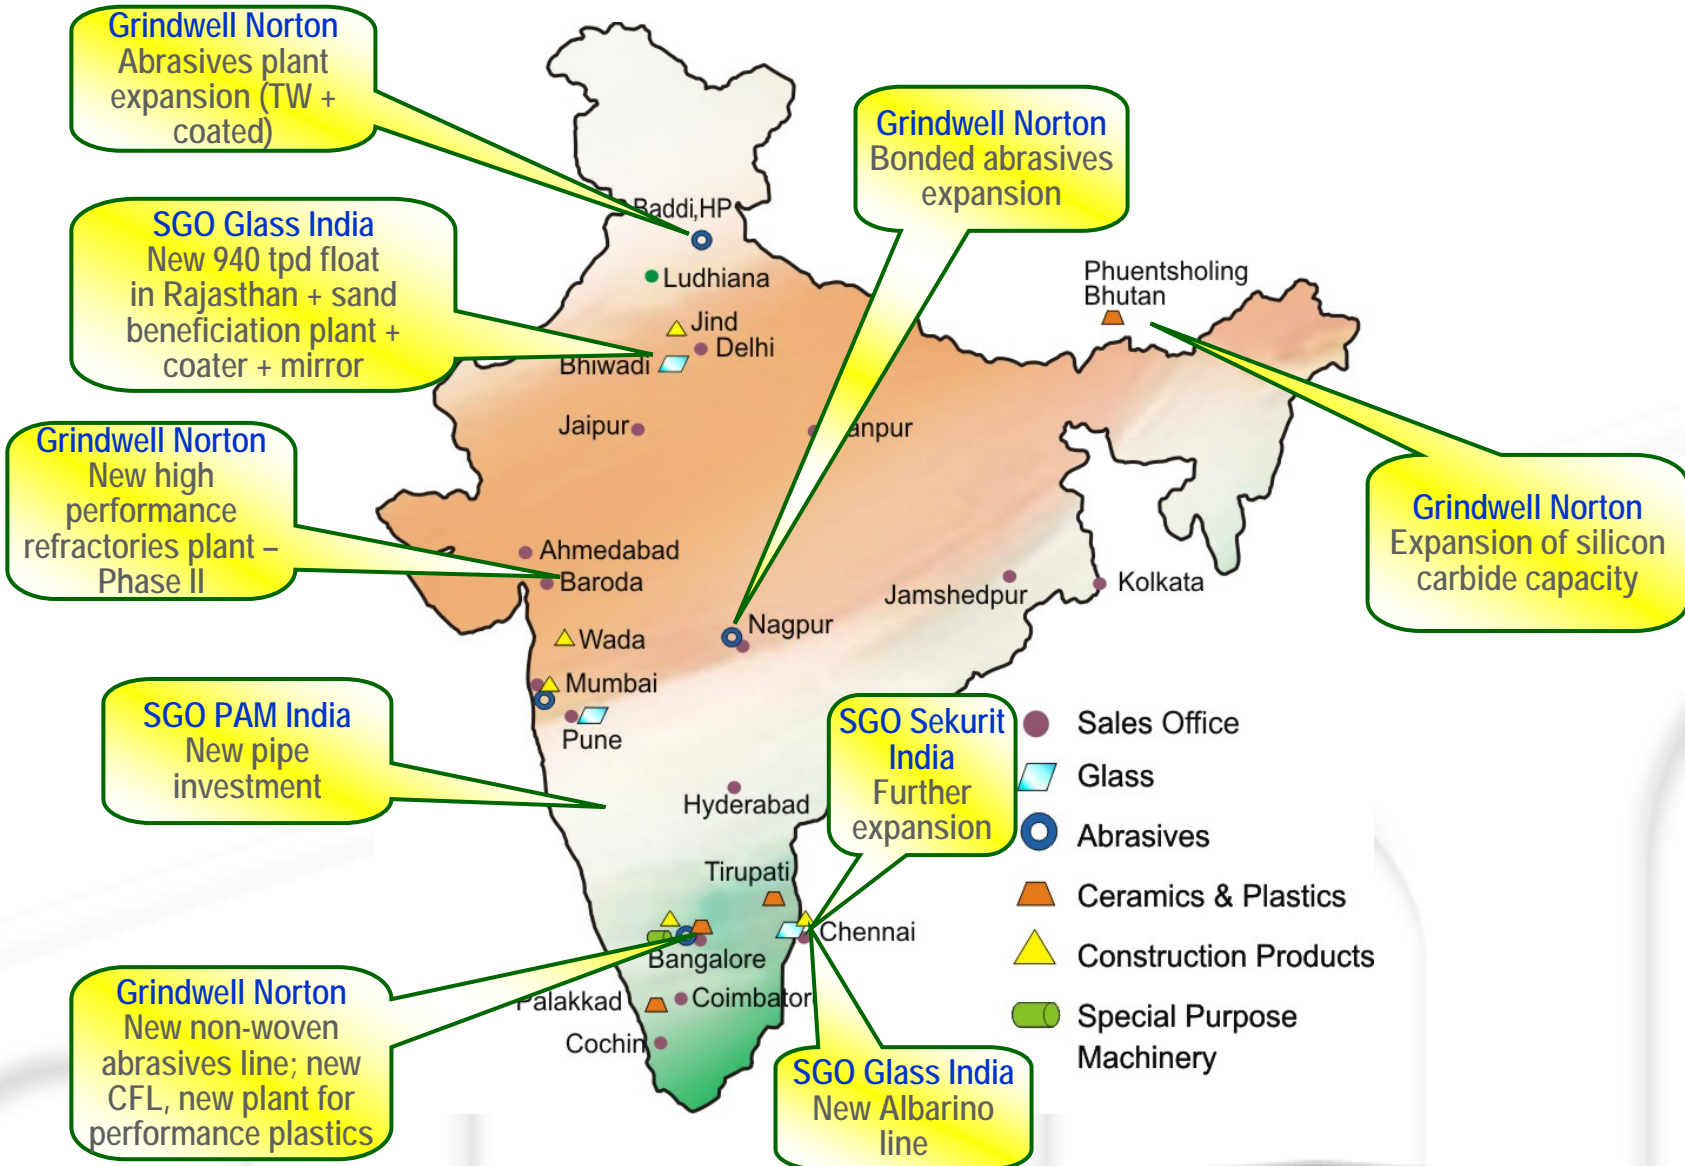 Grindwell Norton
Abrasives plant
expansion (TW +
coated)
Grindwell Norton
Bonded abrasives
expansion
SGO Glass India
New 940 tpd float
in Rajasthan + sand
beneficiation plant +
coater + mirror
Baddi,HP
Ludhiana
Phuentsholing
Bhutan
Jind
Delhi
Bhiwadi
Jaipur
anpur
Grindwell Norton
New high
performance
refractories plant –
Phase II
Grindwell Norton
Expansion of silicon
carbide capacity
Ahmedabad
Baroda
Jamshedpur
Kolkata
Nagpur
Wada
Mumbai
Pune
SGO PAM India
New pipe
investment
SGO Sekurit
India
Further
expansion
Hyderabad
Tirupati
Chennai
Bangalore
Palakkad
Coimbator
Cochin
Grindwell Norton
New non-woven
abrasives line; new
CFL, new plant for
performance plastics
SGO Glass India
New Albarino
line
Sales Office
Glass
Abrasives
Ceramics & Plastics
Construction Products
Special Purpose
Machinery